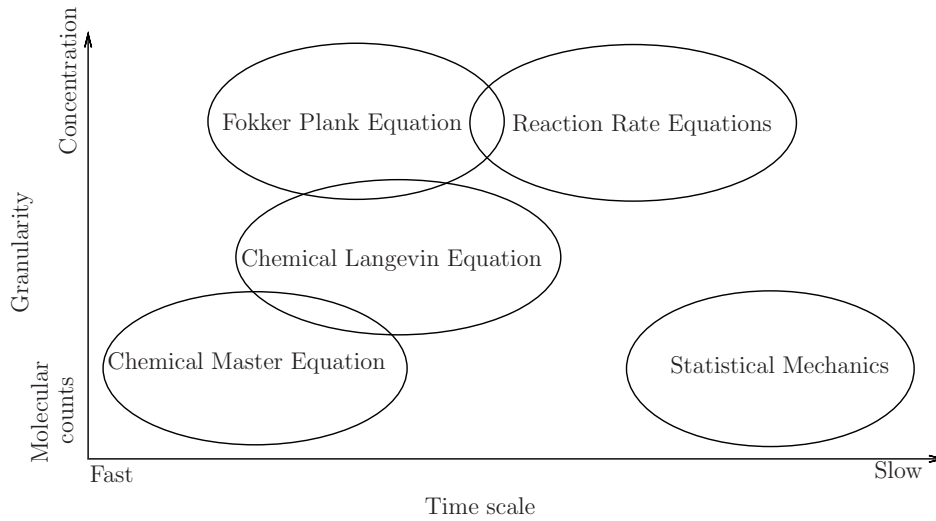 Concentration
Granularity
Molecular
counts
Fokker Plank Equation
Reaction Rate Equations
Chemical Langevin Equation
Chemical Master Equation
Statistical Mechanics
Fast
Slow
Time scale